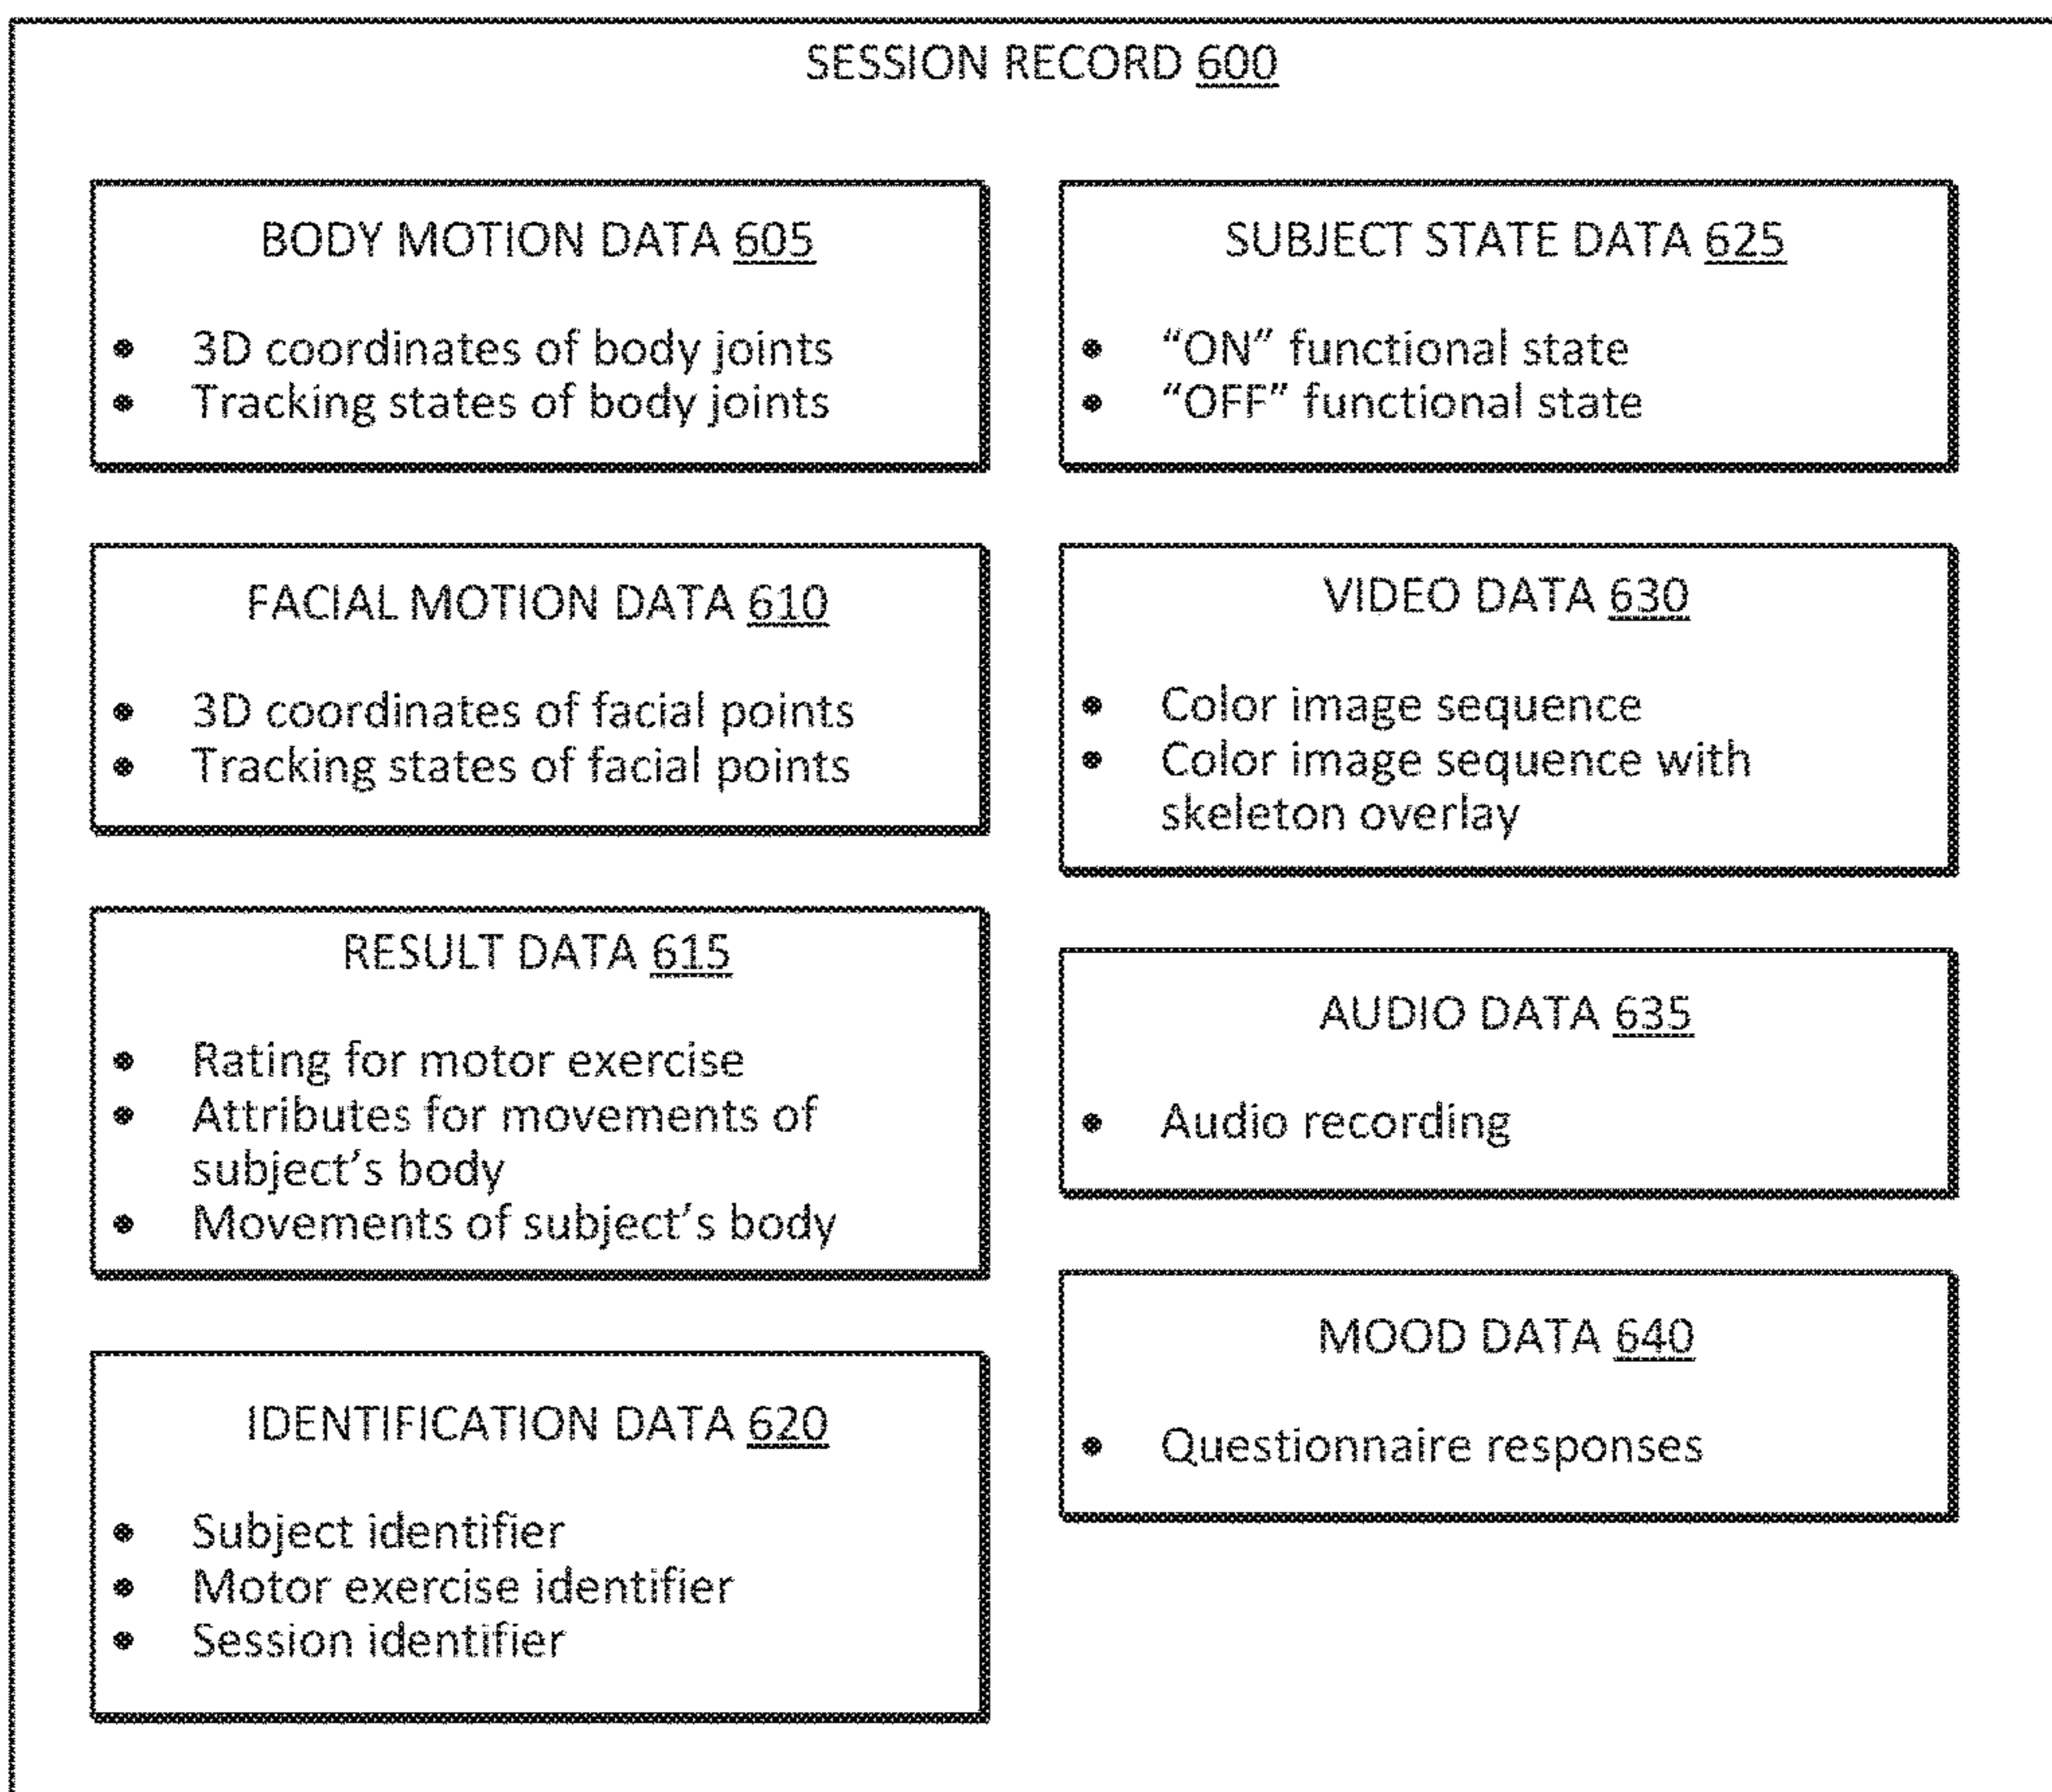 SESSION RECORD 600
BODY MOTION DATA 605
• 3D coordinates of body joints
• Tracking states of body joints
FACIAL MOTION DATA 610
• 3D coordinates of facial points
• Tracking states of facial points
RESULT DATA 615
• Rating for motor exercise
• Attributes for movements of
subject's body
• Movements of subject's body
IDENTIFICATION DATA 620
• Subject identifier
• Motor exercise identifier
• Session identifier
SUBJECT STATE DATA 625
• “ON” functional state
• “OFF” functional state
VIDEO DATA 630
• Color image sequence
• Color image sequence with
skeleton overlay
AUDIO DATA 635
• Audio recording
MOOD DATA 640
• Questionnaire responses